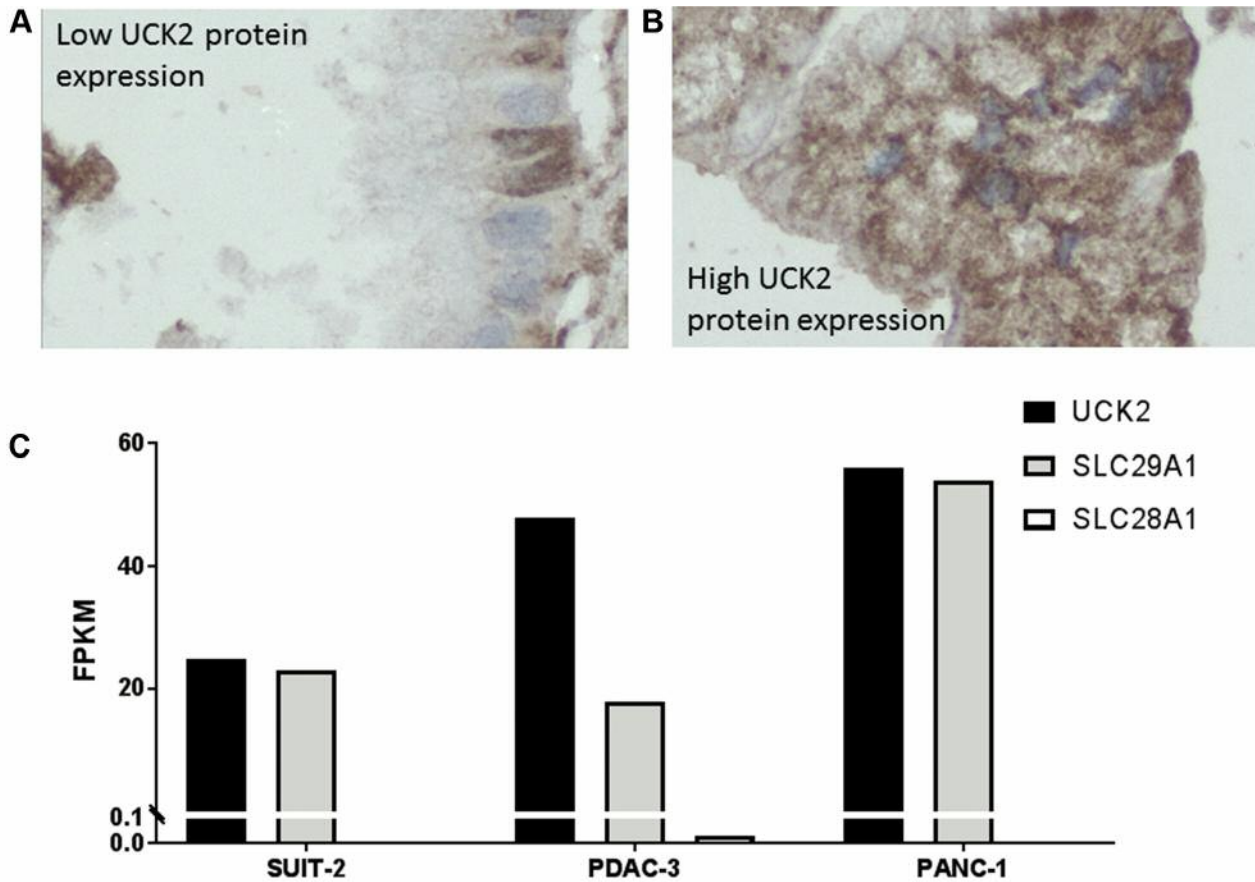 A
Low UCK2 protein
expression
B
High UCK2
protein expression
C
UCK2
SLC29A1
SLC28A1
FPKM
60
40
20
0.1
0.0
SUIT-2
PDAC-3
PANC-1